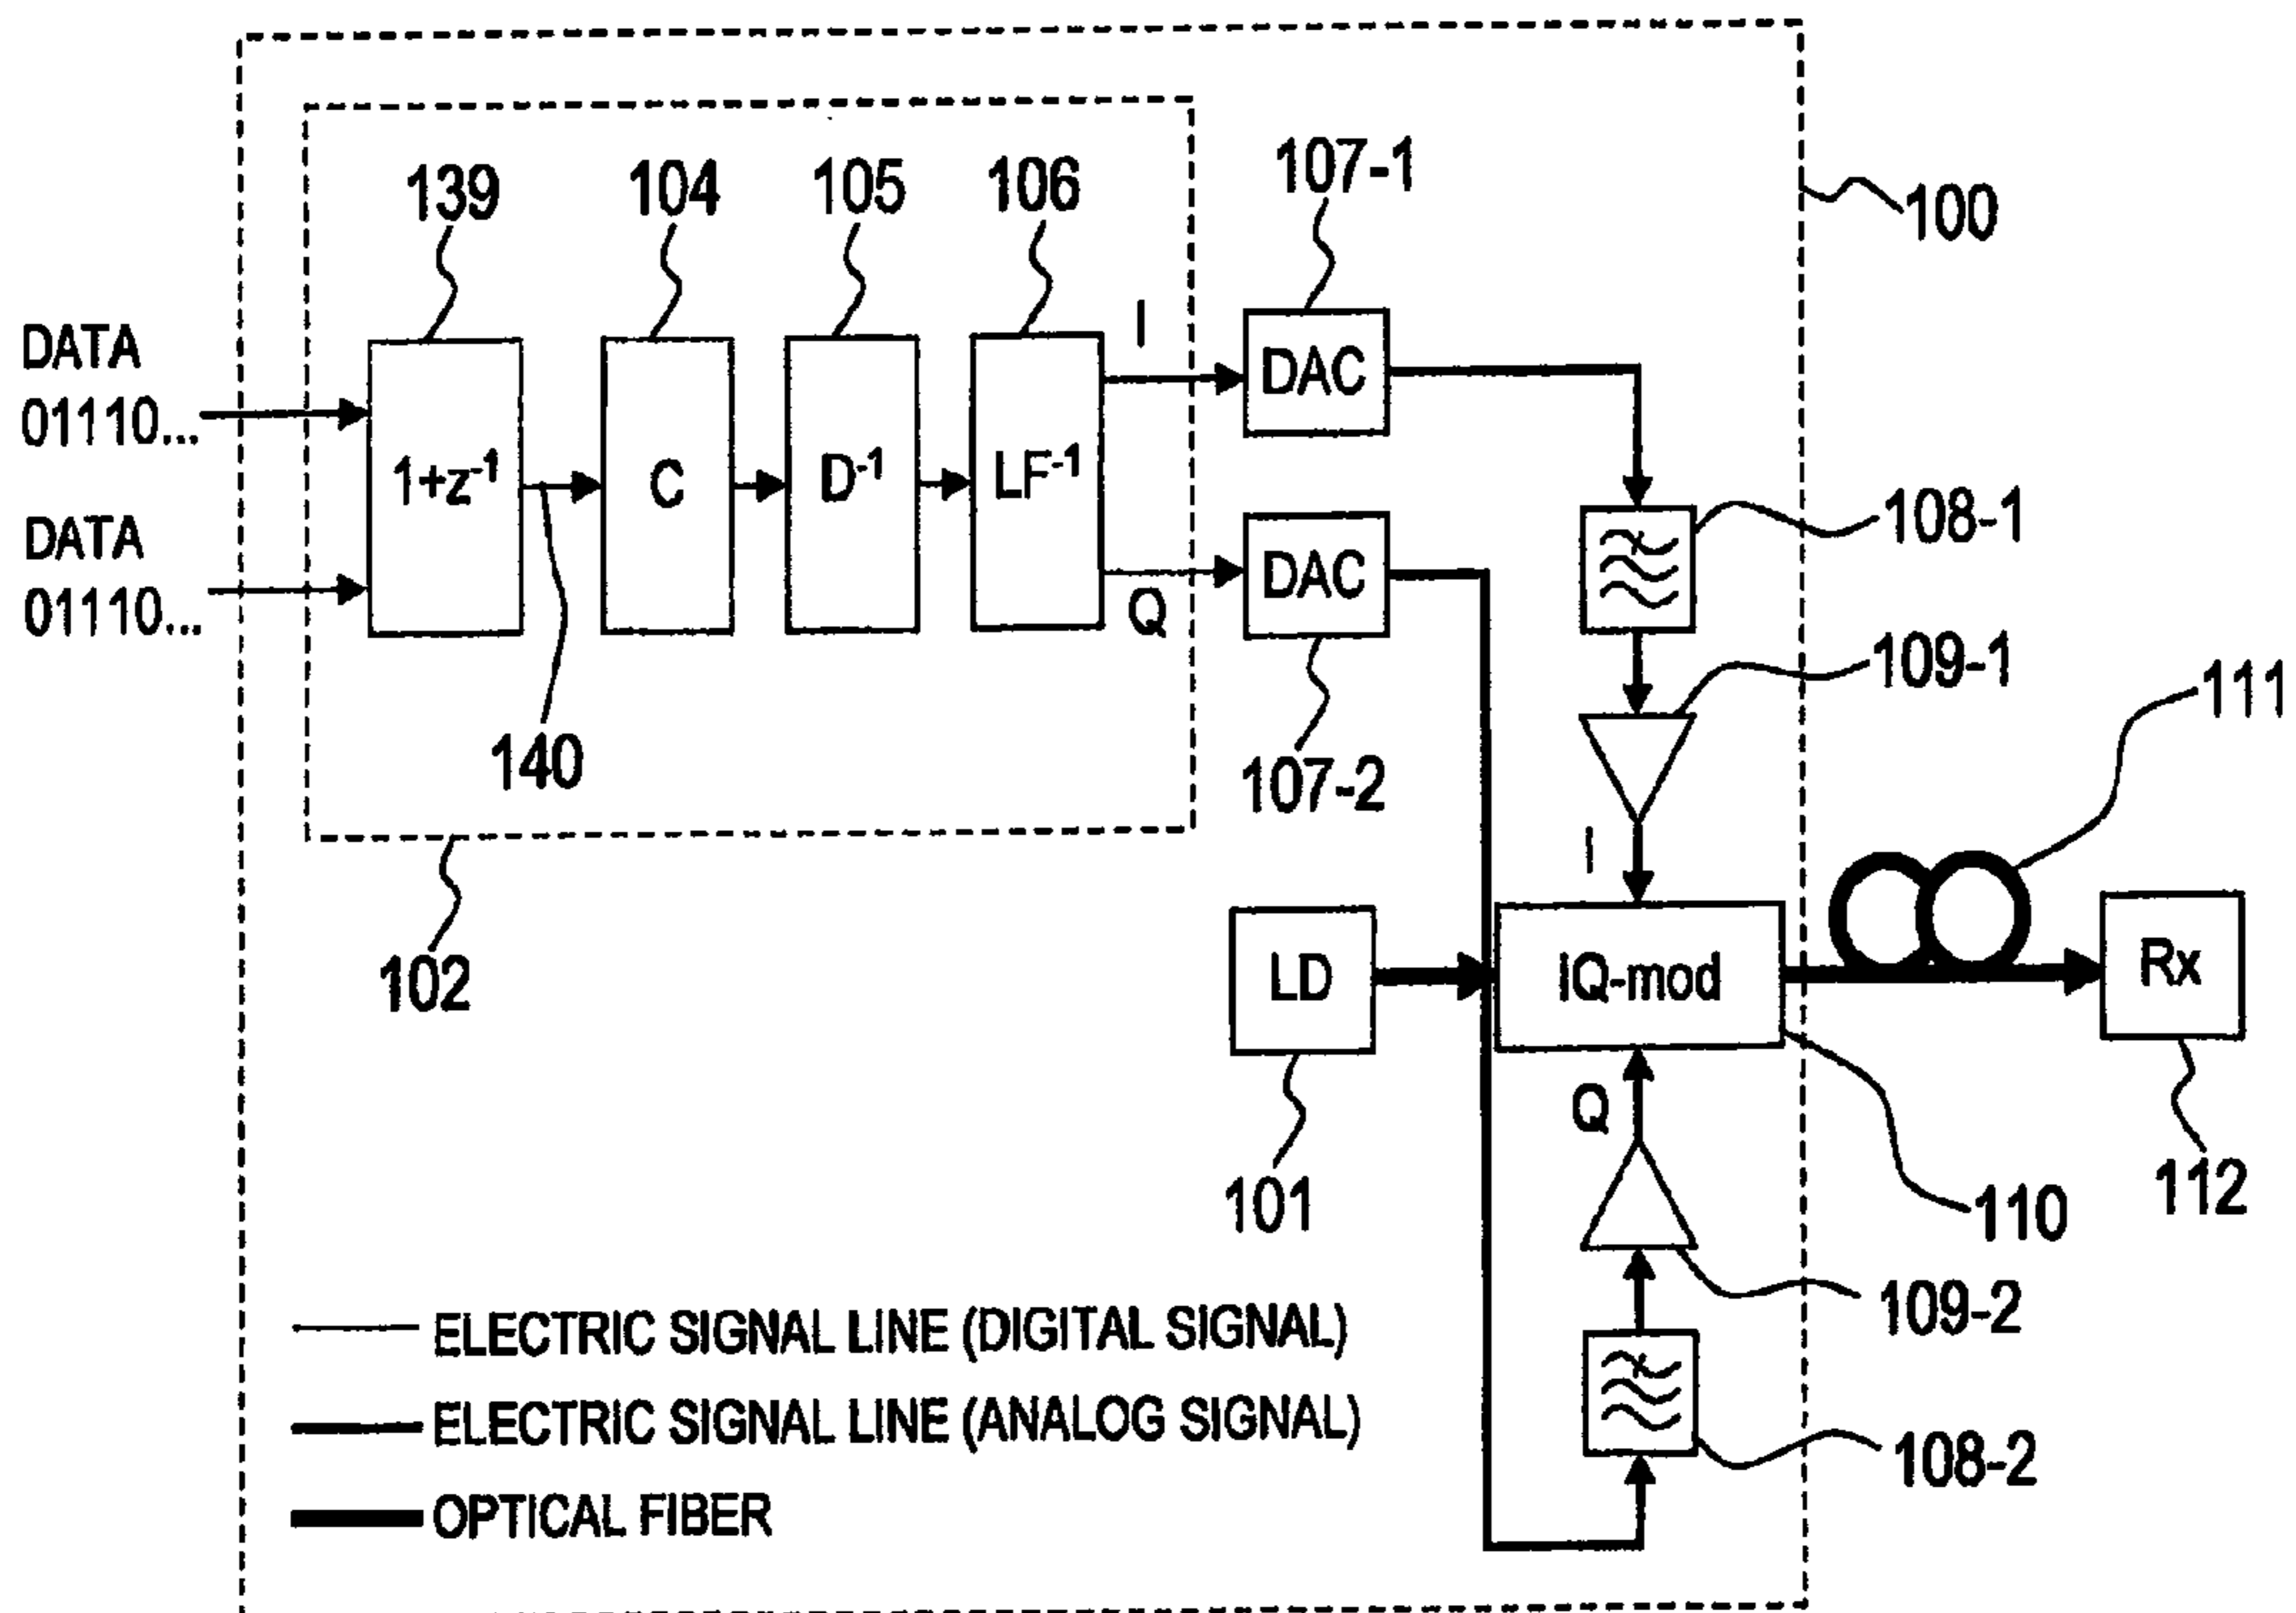 107-1
139
104
105
106
100
DATA
01110...
I
DAC
1+z⁻¹
C
D⁻¹
LF⁻¹
108-1
DATA
01110...
DAC
Q
109-1
111
140
107-2
I
102
LD
IQ-mod
Rx
Q
101
110
112
109-2
ELECTRIC SIGNAL LINE (DIGITAL SIGNAL)
ELECTRIC SIGNAL LINE (ANALOG SIGNAL)
108-2
OPTICAL FIBER